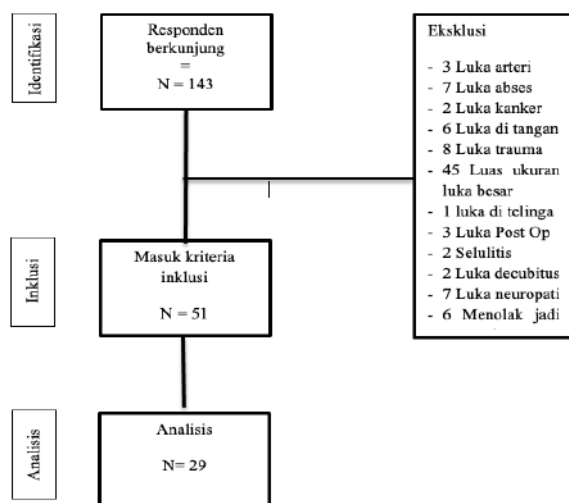 Identifikasi
Responden
berkunjung
=
N = 143
Eksklusi
- 3 Luka arteri
- 7 Luka abses
- 2 Luka kanker
- 6 Luka di tangan
- 8 Luka trauma
- 45 Luas ukuran
luka besar
- 1 luka di telinga
- 3 Luka Post Op
- 2 Selulitis
- 2 Luka decubitus
- 7 Luka neuropati
- 6 Menolak jadi
Inklusi
Masuk kriteria
inklusi
N = 51
Analisis
Analisis
N= 29